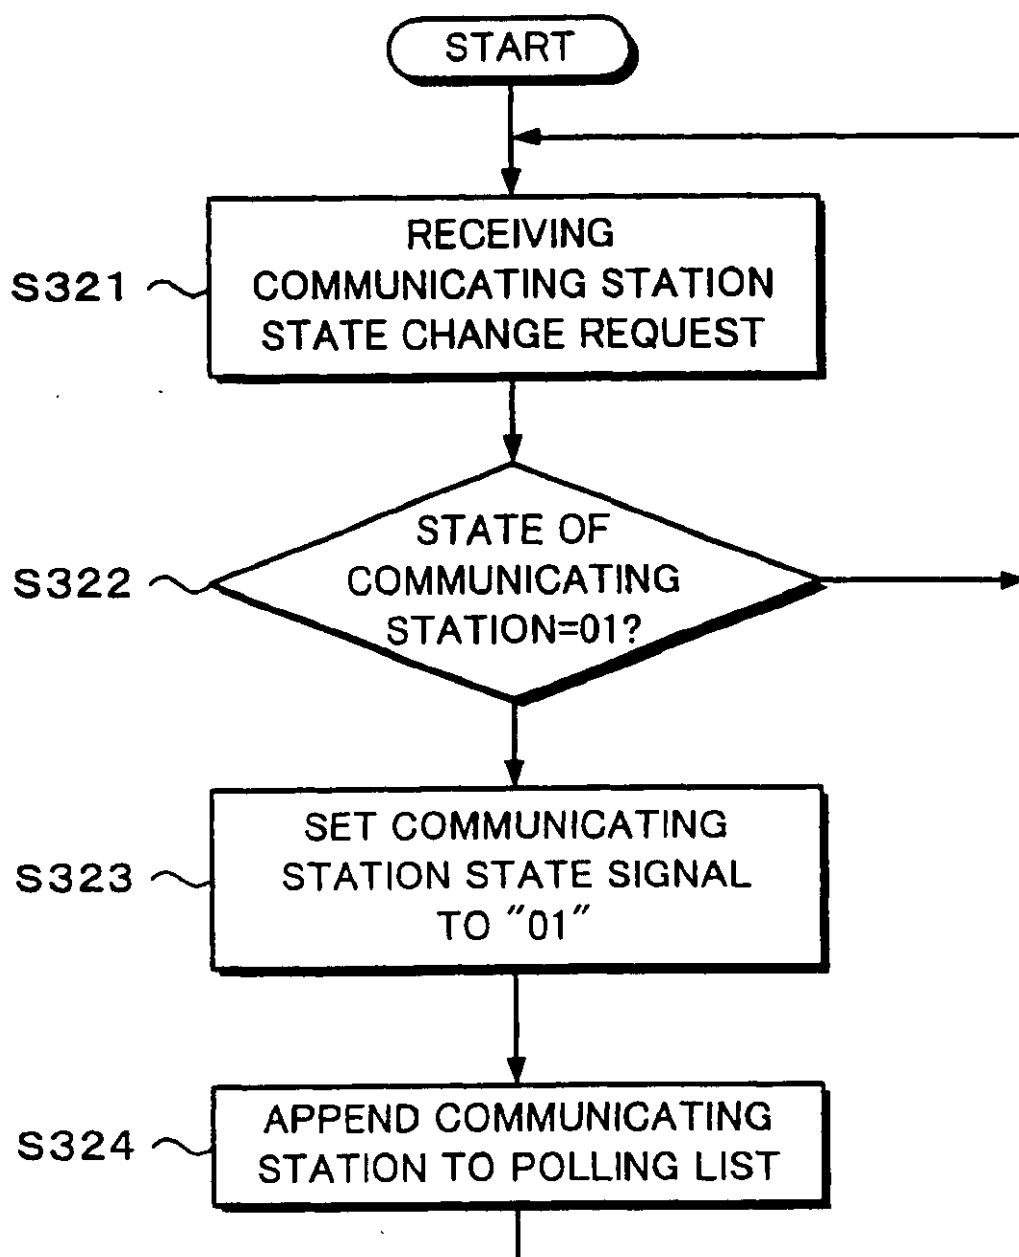 START
RECEIVING
S321
COMMUNICATING STATION
STATE CHANGE REQUEST
STATE OF
S322
COMMUNICATING
STATION=01?
SET COMMUNICATING
S323
STATION STATE SIGNAL
TO "01"
APPEND COMMUNICATING
S324
STATION TO POLLING LIST